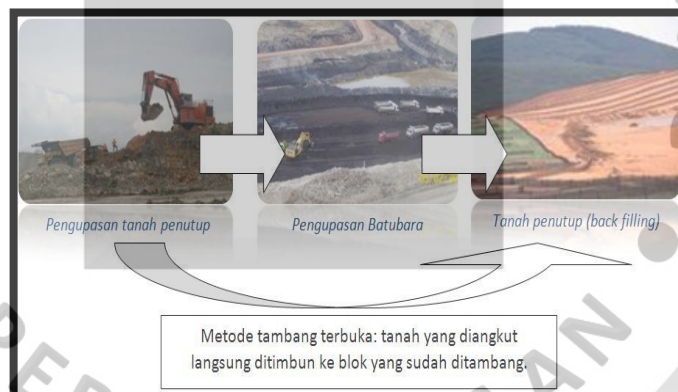 Pengupasan tanah penutup
Pengupasan Batubara
Tanah penutup (back filling)
Metode tambang terbuka: tanah yang diangkut
langsung ditimbun ke blok yang sudah ditambang.